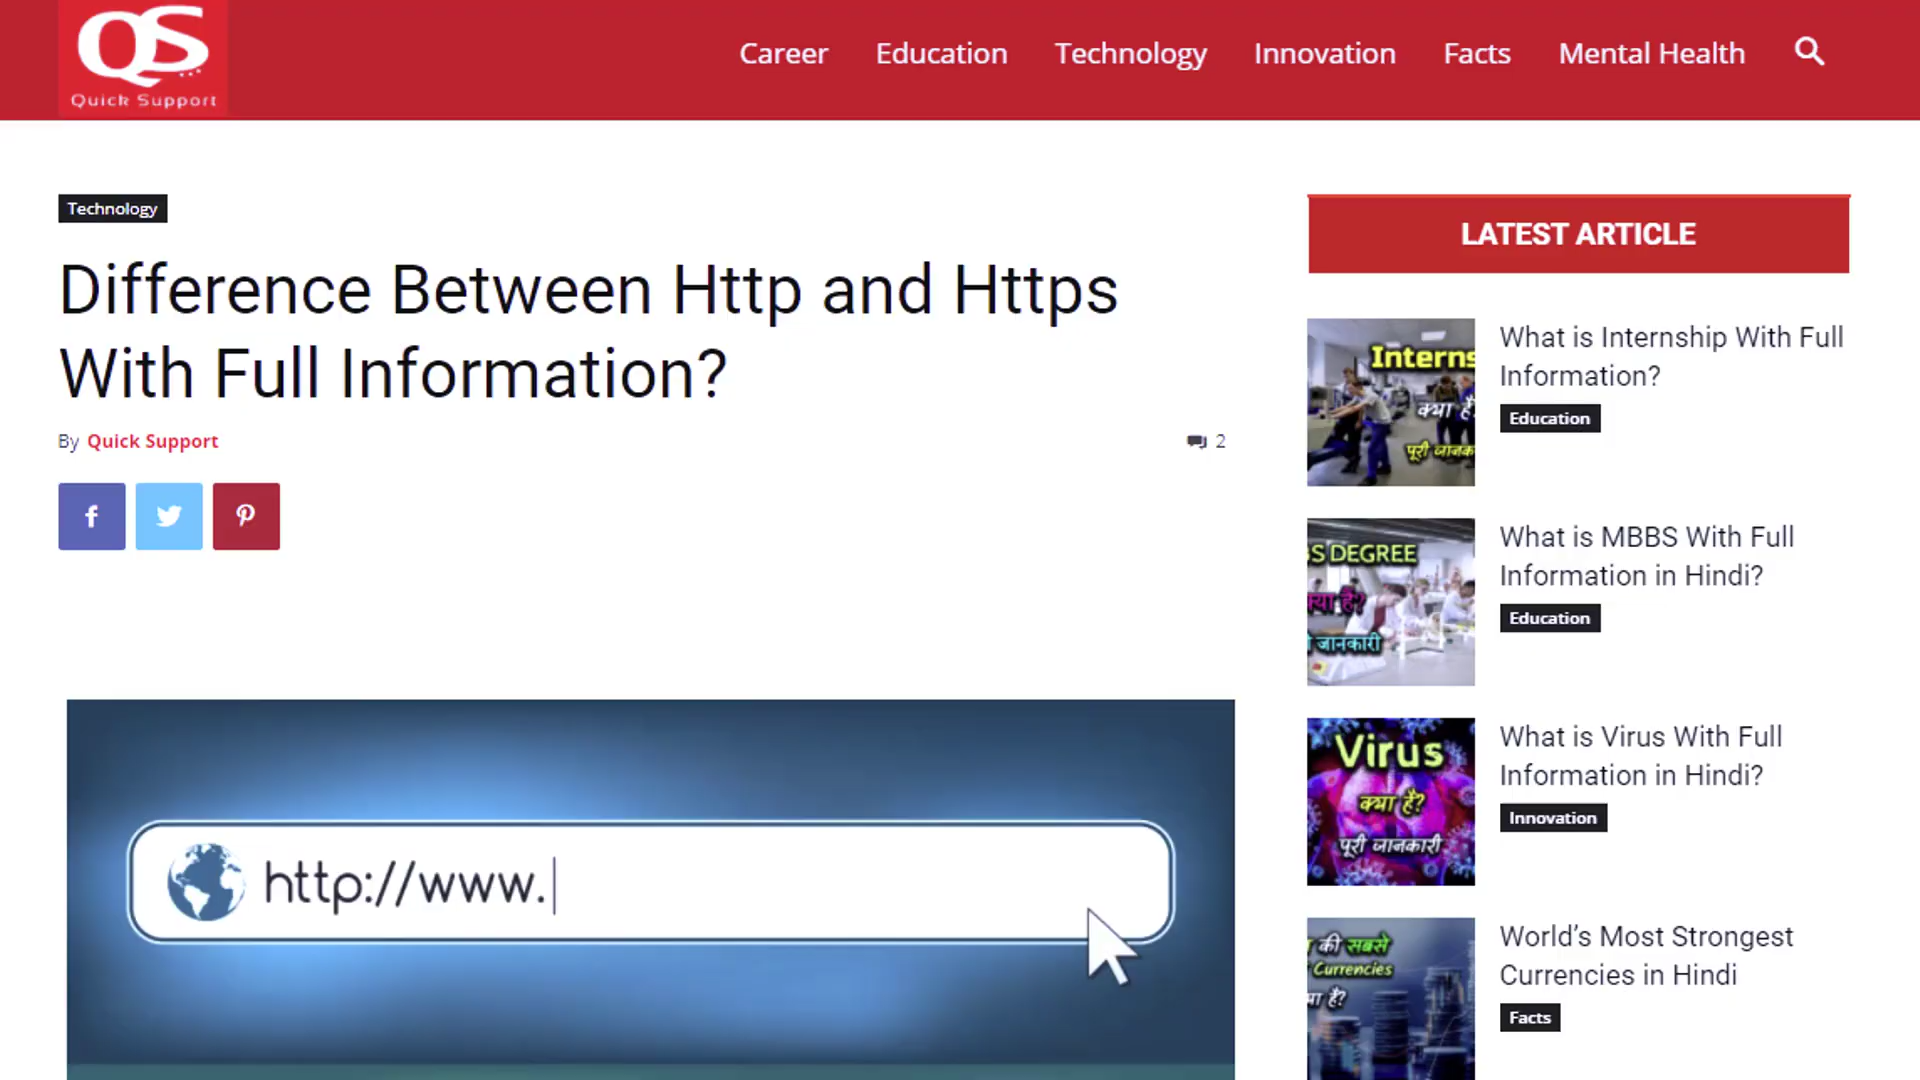 QS...
Quick Support
Career Education Technology Innovation Facts Mental Health
Technology
Difference Between Http and Https
With Full Information?
By Quick Support
2
http://www.
LATEST ARTICLE
Interns
क्या है
पूरी जानक
What is Internship With Full
Information?
Education
S DEGREE
क्या है?
जानकारी
What is MBBS With Full
Information in Hindi?
Education
Virus
क्या है?
पूरी जानकारी
What is Virus With Full
Information in Hindi?
Innovation
की सबसे
Currencies
है?
World’s Most Strongest
Currencies in Hindi
Facts